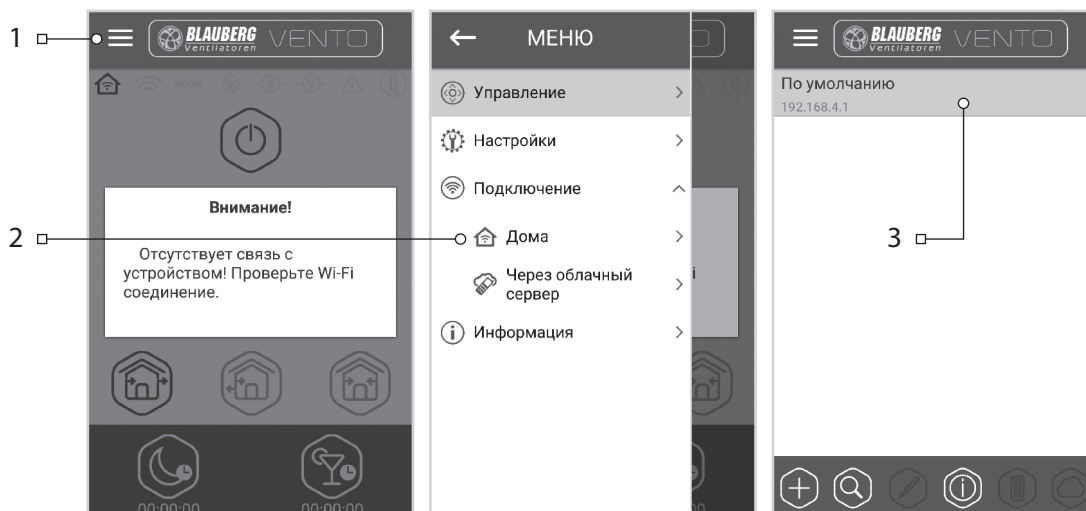 1
BLAUBERG
Ventilatoren
VENTO
boost
Внимание!
Отсутствует связь с
устройством! Проверьте Wi-Fi
соединение.
00:00:00
00:00:00
2
МЕНЮ
Управление
Настройки
Подключение
Дома
Через облачный
сервер
Информация
i
00
BLAUBERG
Ventilatoren
VENTO
По умолчанию
192.168.4.1
3